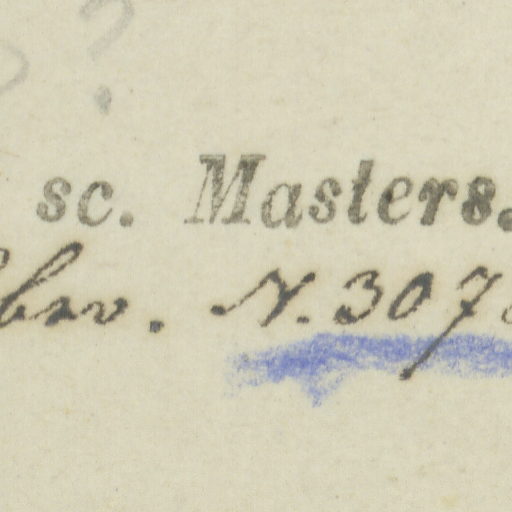 ?
sc. Masters.
N. 307